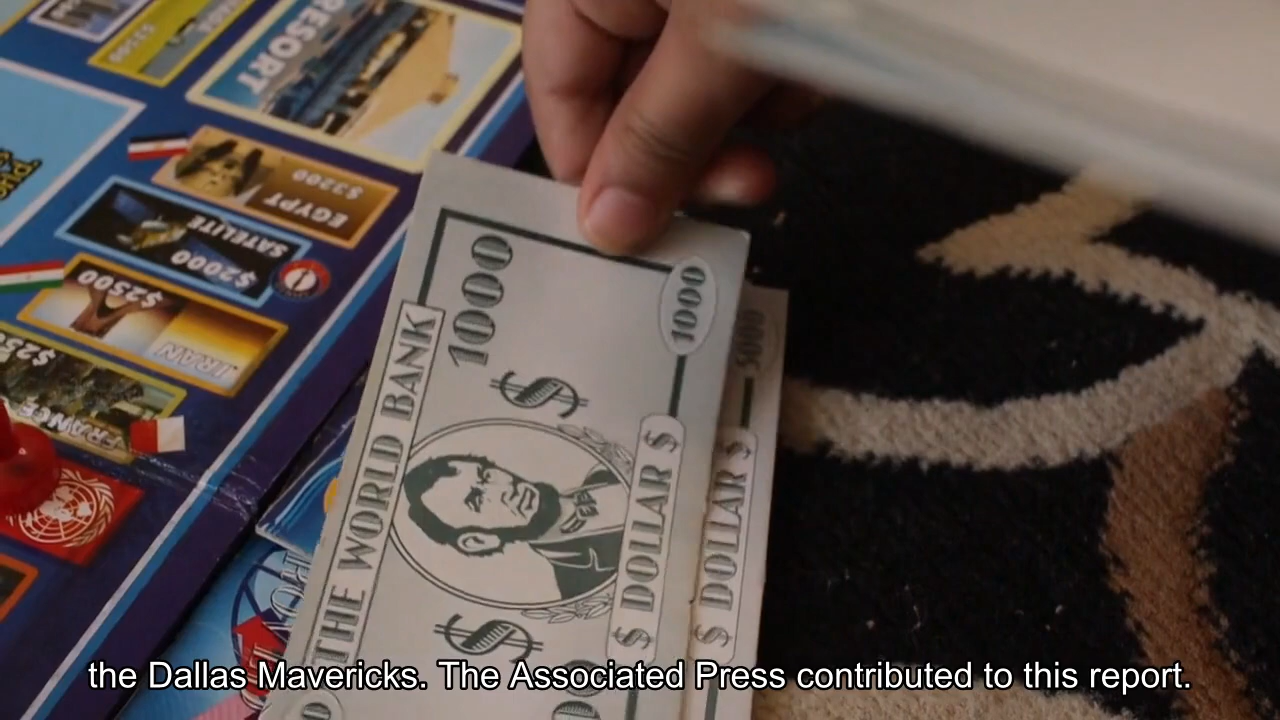 RESORT
$3200
EGYPT
SATELITE
$2000
$2500
IRAN
FRANCE
1000
1000
THE WORLD BANK
$
$ DOLLAR $
$
5000
$ DOLLAR $
the Dallas Mavericks. The Associated Press contributed to this report.